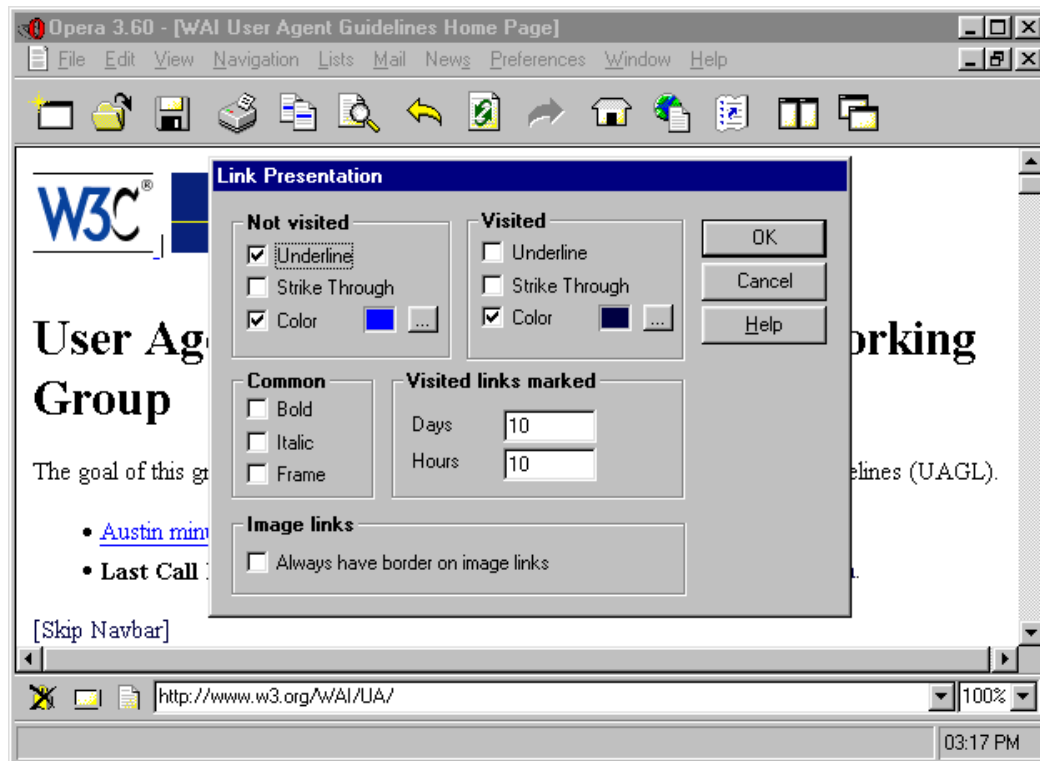 Opera 3.60 - [WAI User Agent Guidelines Home Page]
File Edit View Navigation Lists Mail News Preferences Window Help
W3C®
Link Presentation
Not visited
Underline
Strike Through
Color ...
Visited
Underline
Strike Through
Color ...
OK
Cancel
Help
Common
Bold
Italic
Frame
Visited links marked
Days 10
Hours 10
Image links
Always have border on image links
User Ag orking
Group
The goal of this gr elines (UAGL).
• Austin minu
• Last Call
[Skip Navbar]
http://www.w3.org/WAI/UA/ 100%
03:17 PM